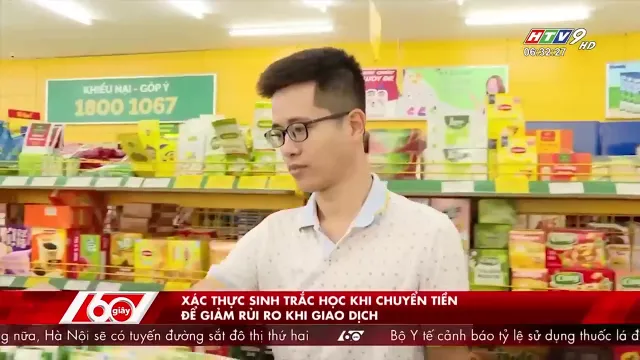 HTV9 HD
06:32:27
KHIẾU NẠI - GÓP Ý
1800 1067
60 giây
XÁC THỰC SINH TRẮC HỌC KHI CHUYỂN TIỀN
ĐỂ GIẢM RỦI RO KHI GIAO DỊCH
ng nữa, Hà Nội sẽ có tuyến đường sắt đô thị thứ hai
60
Bộ Y tế cảnh báo tỷ lệ sử dụng thuốc lá đ